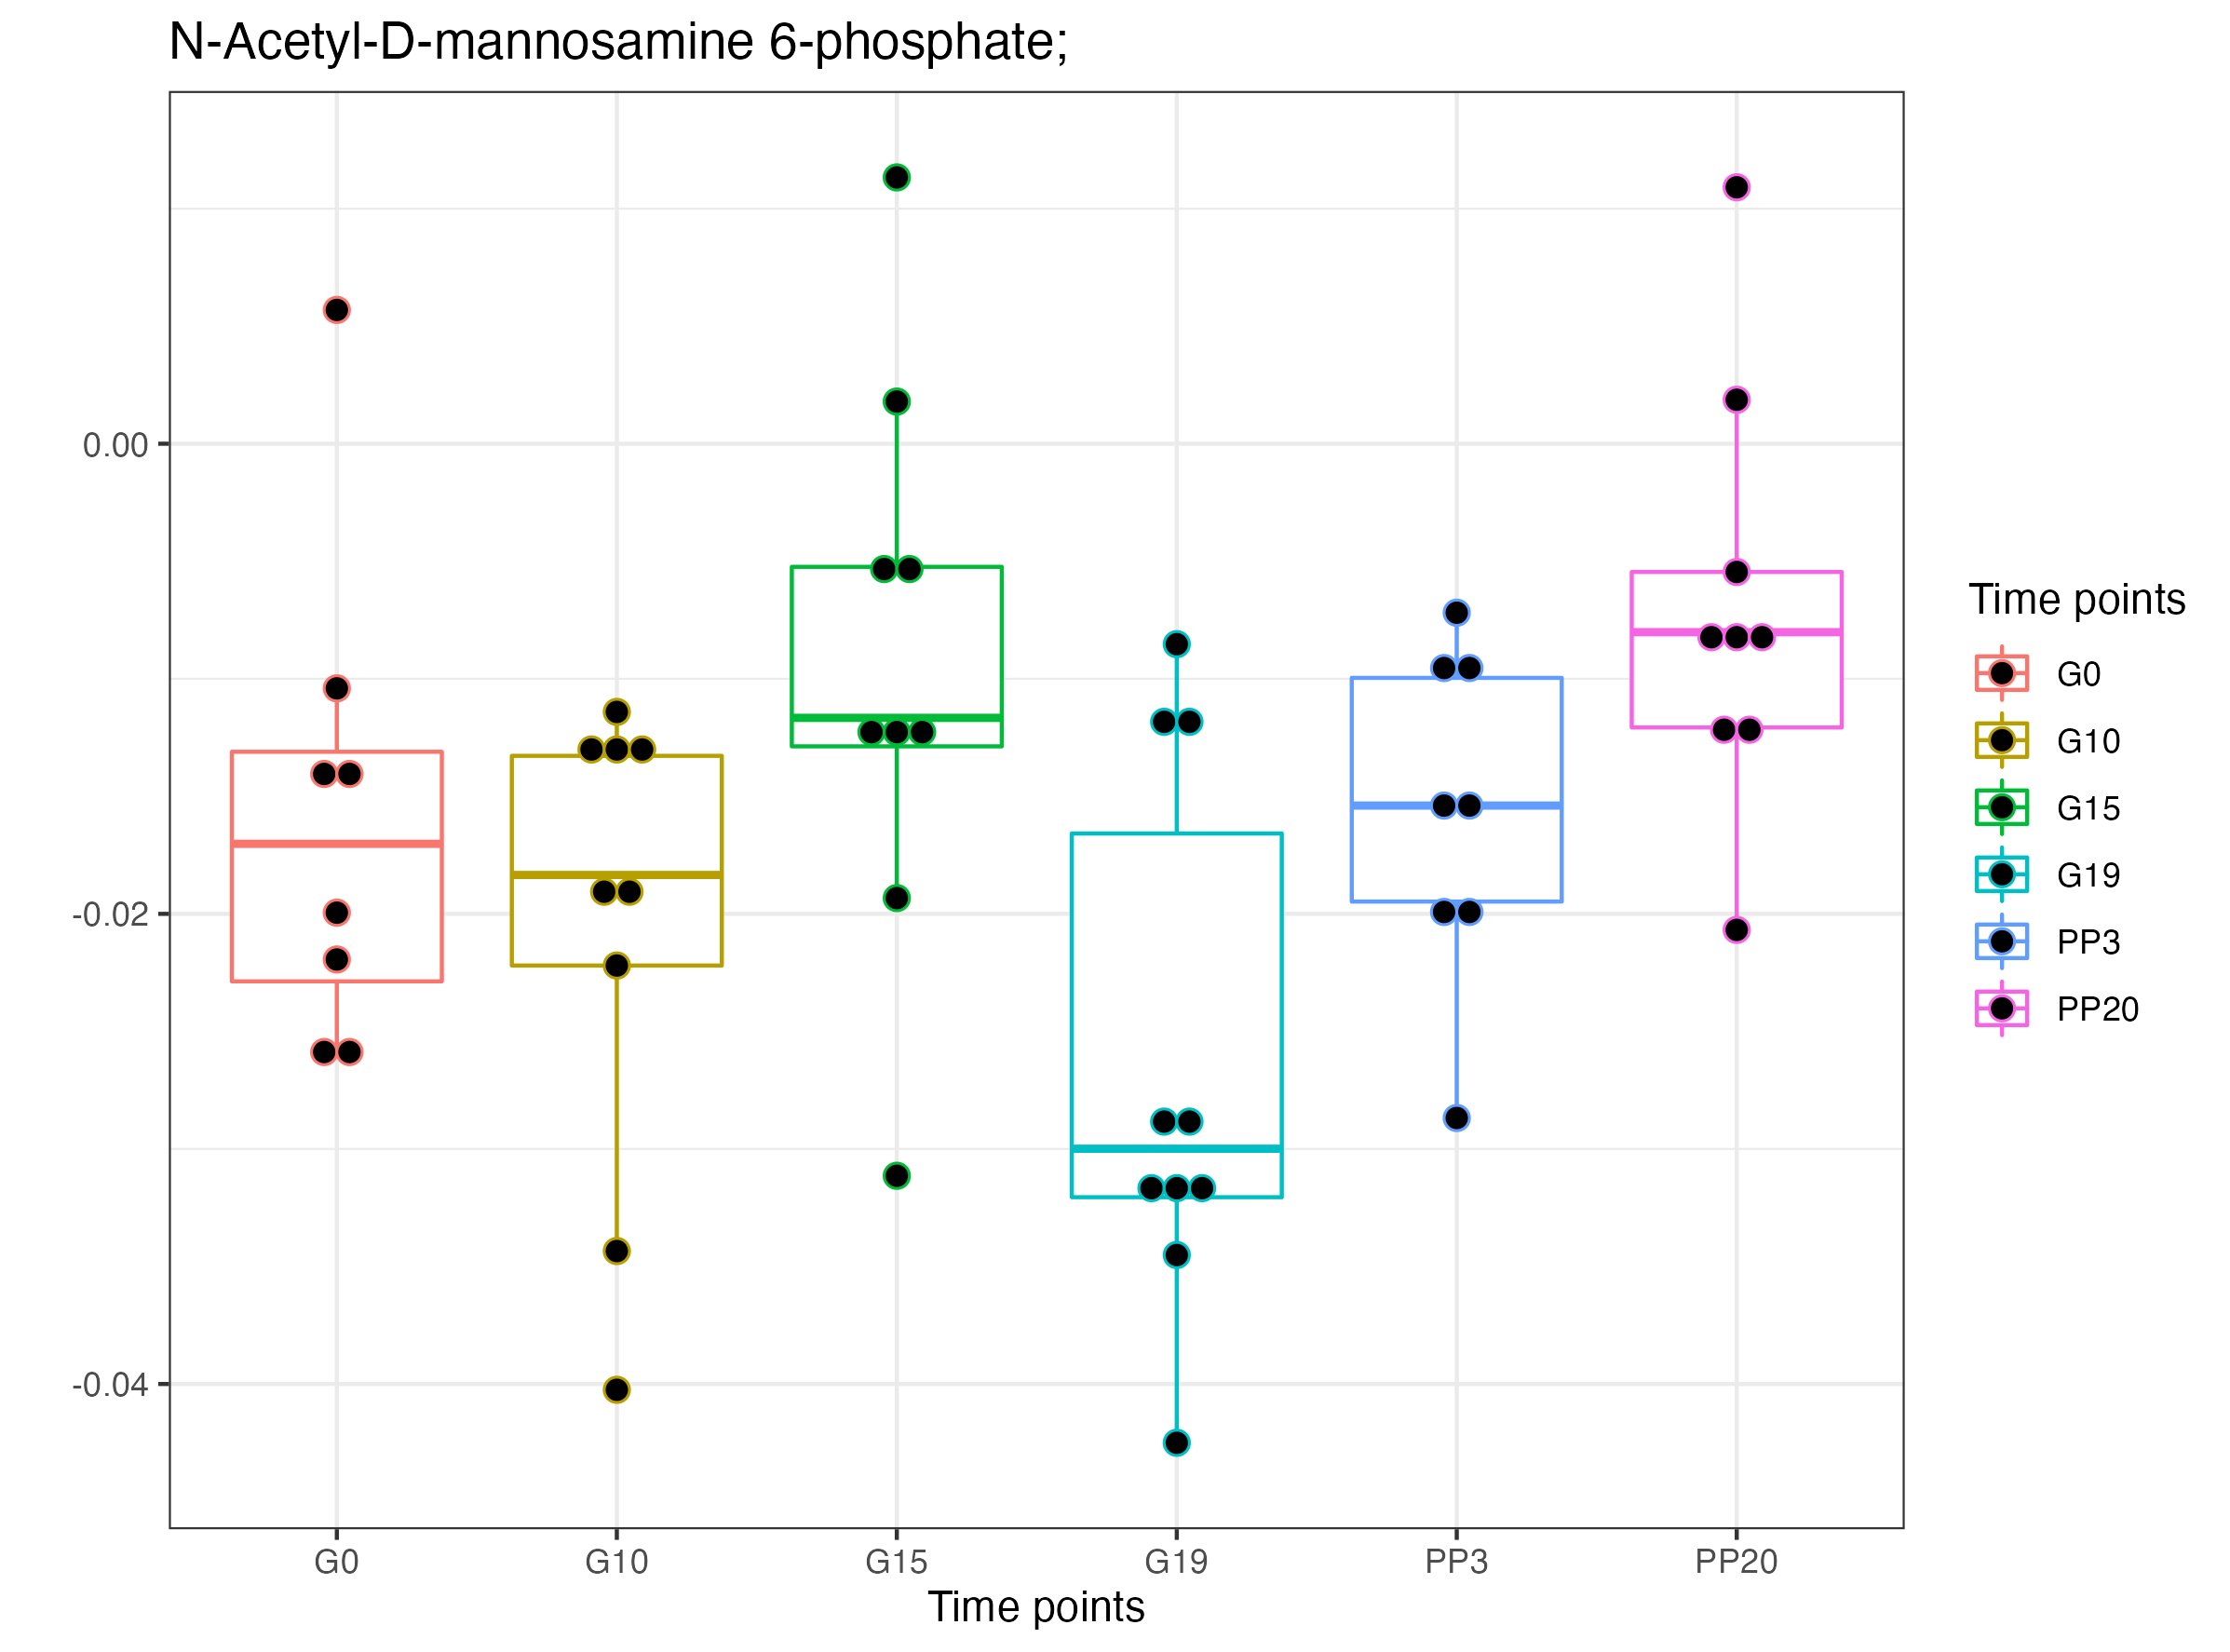 N-Acetyl-D-mannosamine 6-phosphate;
0.00
-0.02
-0.04
G0 G10 G15 G19 PP3 PP20
Time points
Time points
G0
G10
G15
G19
PP3
PP20